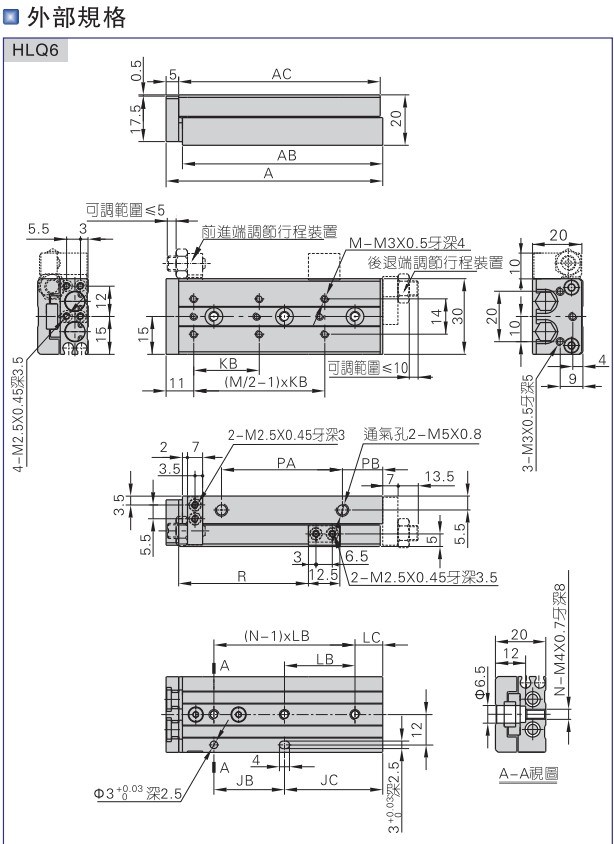 外部規格
HLQ6
0.5
5
AC
17.5
20
AB
A
可調範圍≤5
5.5
3
前進端調節行程裝置
M-M3X0.5牙深4
後退端調節行程裝置
20
10
12
15
15
14
30
20
10
KB
可調範圍≤10
11
(M/2-1)xKB
4
9
4-M2.5X0.45深3.5
3-M3X0.5牙深5
2
7
2-M2.5X0.45牙深3
通氣孔2-M5X0.8
3.5
PA
PB
7
13.5
3.5
5.5
5
5.5
3
6.5
R
12.5
2-M2.5X0.45牙深3.5
(N-1)xLB
LC
A
LB
20
12
N-M4X0.7牙深8
Φ6.5
12
4
A
JB
JC
Φ3+0.03 0深2.5
3+0.03 0深2.5
A-A視圖